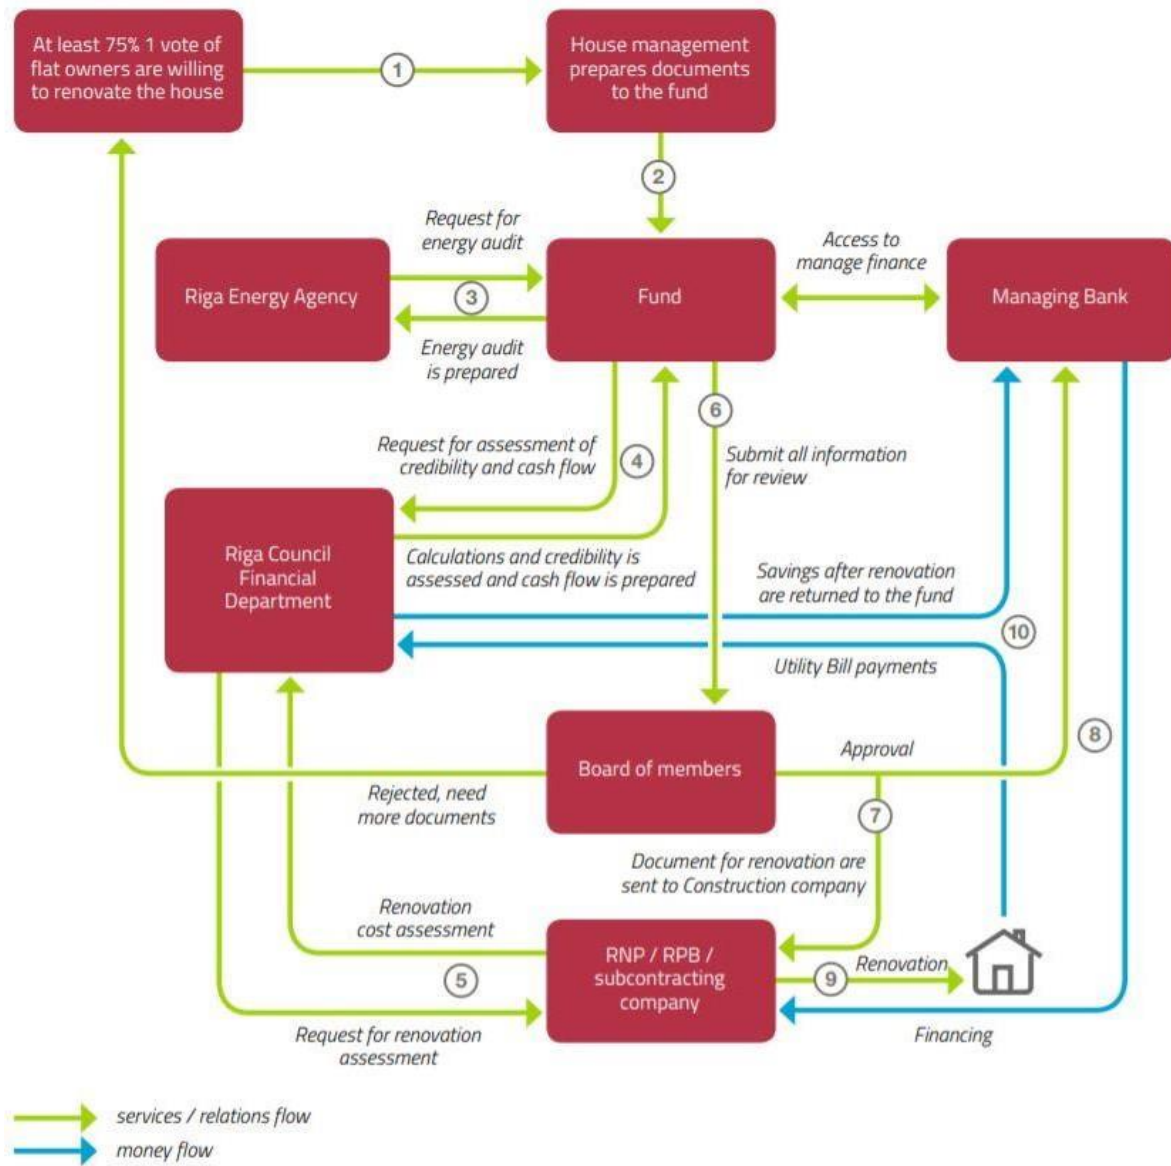 At least 75% 1 vote of
flat owners are willing
to renovate the house
1
House management
prepares documents
to the fund
2
Request for
energy audit
Riga Energy Agency
3
Energy audit
is prepared
Fund
Access to
manage finance
Managing Bank
6
Request for assessment of
credibility and cash flow
4
Submit all information
for review
Riga Council
Financial
Department
Calculations and credibility is
assessed and cash flow is prepared
Savings after renovation
are returned to the fund
10
Utility Bill payments
Board of members
Approval
8
Rejected, need
more documents
7
Document for renovation are
sent to Construction company
Renovation
cost assessment
5
RNP / RPB /
subcontracting
company
9
Renovation
Request for renovation
assessment
Financing
services / relations flow
money flow